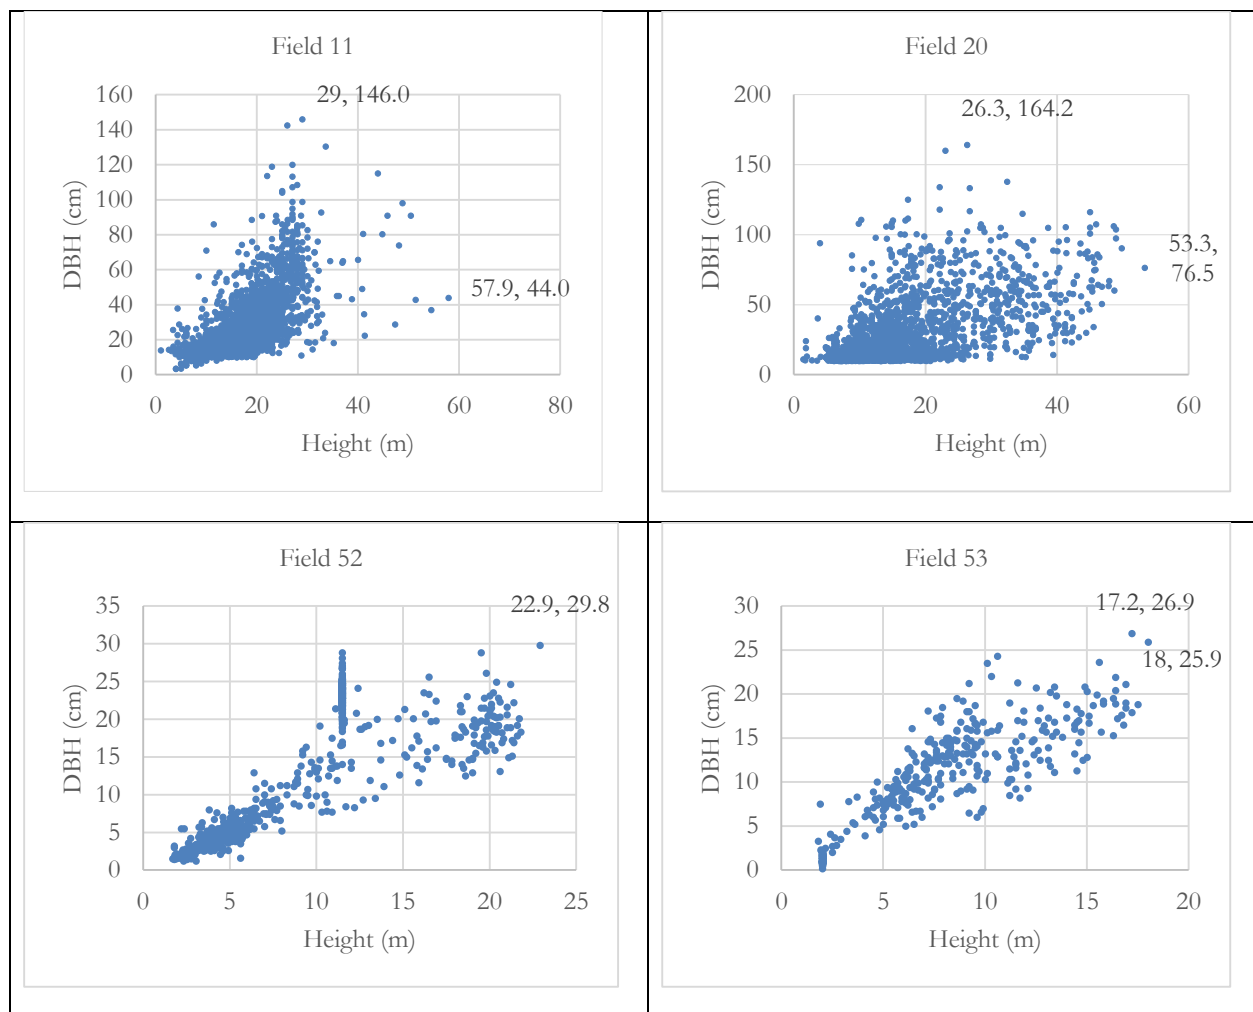 Field 11
29, 146.0
160
140
120
100
80
60
40
20
0
DBH (cm)
57.9, 44.0
0 20 40 60 80
Height (m)
Field 20
26.3, 164.2
200
150
100
50
0
DBH (cm)
53.3,
76.5
0 20 40 60
Height (m)
Field 52
22.9, 29.8
35
30
25
20
15
10
5
0
DBH (cm)
0 5 10 15 20 25
Height (m)
Field 53
17.2, 26.9
18, 25.9
30
25
20
15
10
5
0
DBH (cm)
0 5 10 15 20
Height (m)